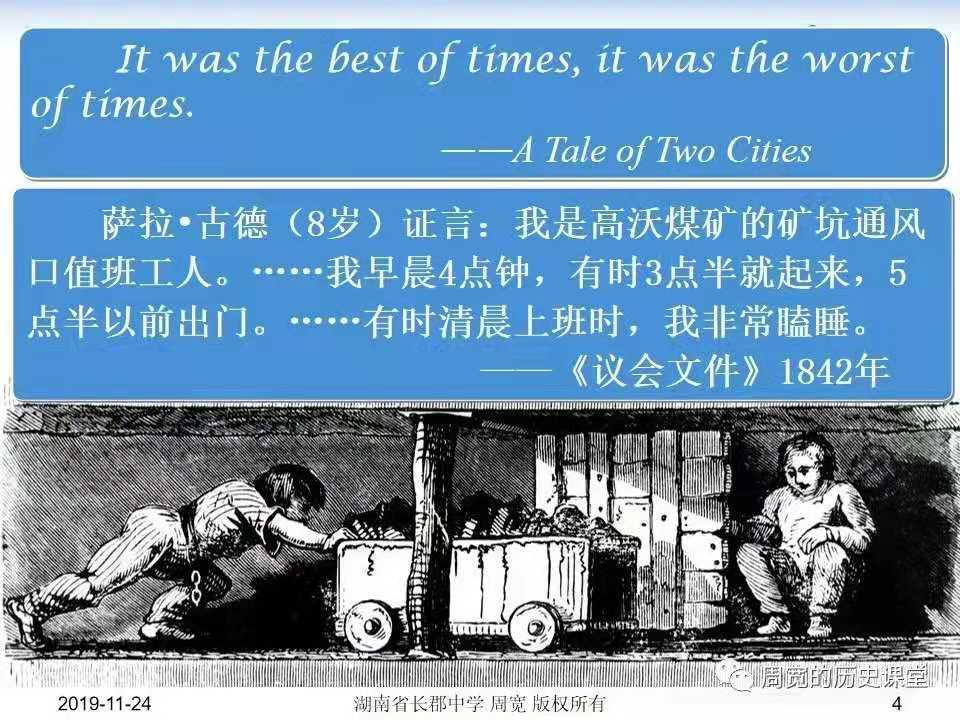 It was the best of times, it was the worst
of times.
——A Tale of Two Cities
萨拉•古德（8岁）证言：我是高沃煤矿的矿坑通风
口值班工人。……我早晨4点钟，有时3点半就起来，5
点半以前出门。……有时清晨上班时，我非常瞌睡。
——《议会文件》1842年
周宽的历史课堂
2019-11-24
湖南省长郡中学 周宽 版权所有
4